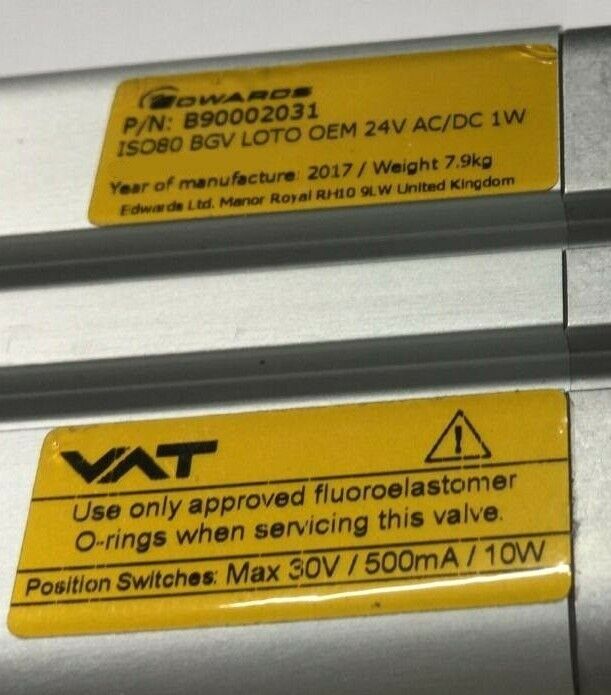 EDWARDS
P/N: B90002031
ISO80 BGV LOTO OEM 24V AC/DC 1W
Year of manufacture: 2017 / Weight 7.9kg
Edwards Ltd. Manor Royal RH10 9LW United Kingdom
VAT
Use only approved fluoroelastomer
O-rings when servicing this valve.
Position Switches: Max 30V / 500mA / 10W